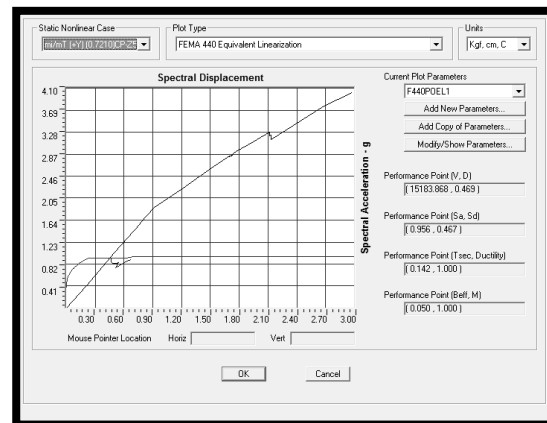 Static Nonlinear Case
Plot Type
Units
FEMA 440 Equivalent Linearization
Kgf, cm, C
Spectral Displacement
Current Plot Parameters
F440POEL1
Add New Parameters...
Add Copy of Parameters...
Modify/Show Parameters...
4.10
3.69
3.28
2.87
2.46
2.05
1.64
1.23
0.82
0.41
Spectral Acceleration - g
Performance Point (V, D)
( 15183.868 , 0.469 )
Performance Point (Sa, Sd)
( 0.956 , 0.467 )
Performance Point (Tsec, Ductility)
( 0.142 , 1.000 )
Performance Point (Beff, M)
( 0.050 , 1.000 )
0.30 0.60 0.90 1.20 1.50 1.80 2.10 2.40 2.70 3.00
Mouse Pointer Location Horiz Vert
OK Cancel